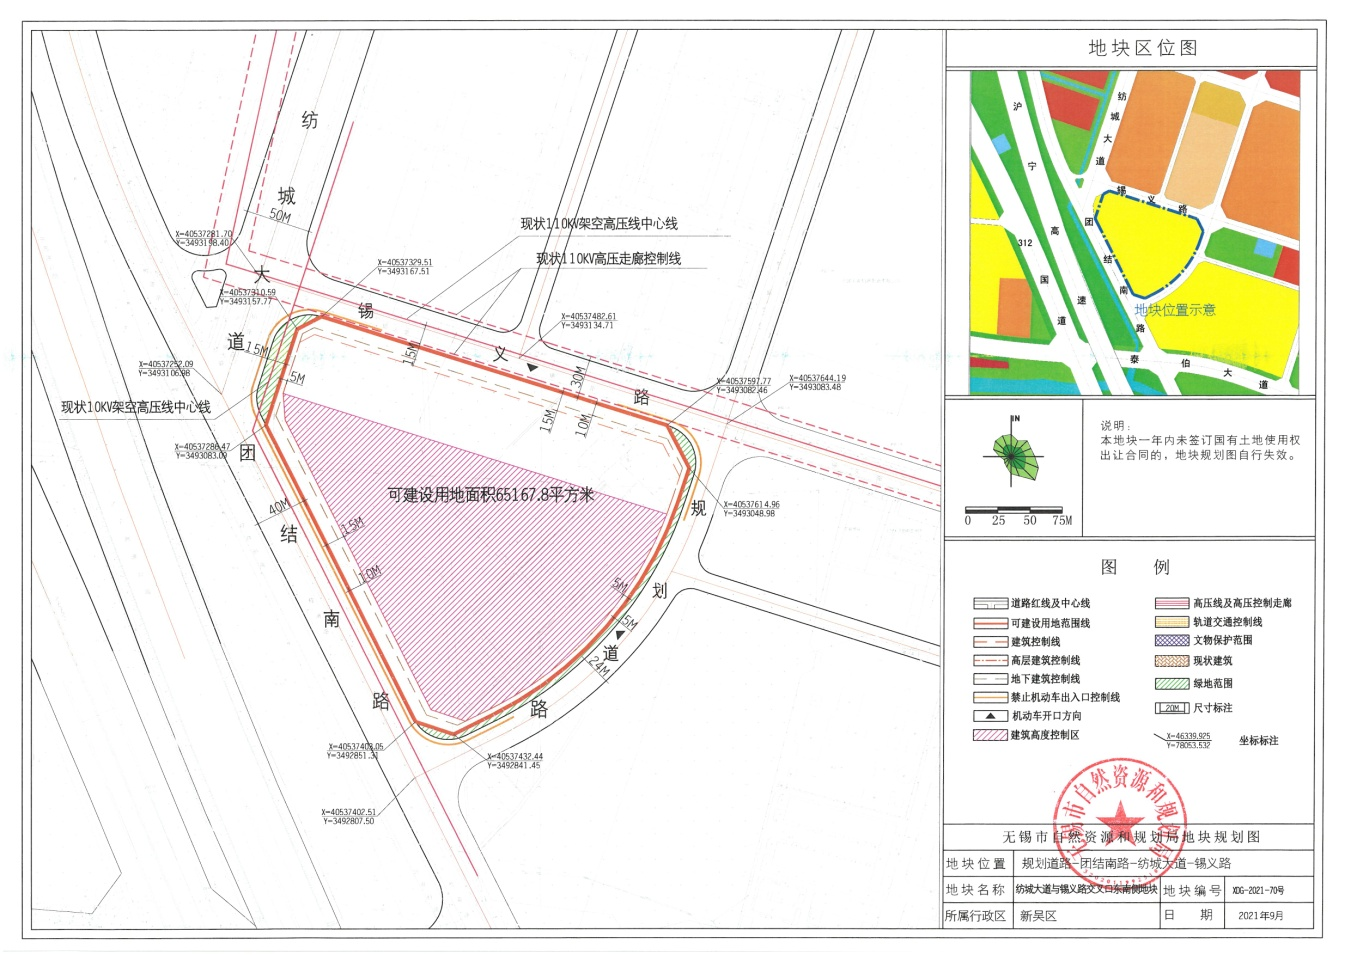 纺
城
大
道
50M
X=40537281.70
Y=3493198.40
X=40537310.59
Y=3493157.77
X=40537329.51
Y=3493167.51
现状110KV架空高压线中心线
现状110KV高压走廊控制线
X=40537482.61
Y=3493134.71
锡
义
路
15M
30M
15M
10M
X=40537597.77
Y=3493082.46
X=40537644.19
Y=3493083.48
15M
5M
X=40537252.09
Y=3493106.98
现状10KV架空高压线中心线
X=40537286.47
Y=3493083.09
团
结
南
路
40M
15M
10M
可建设用地面积65167.8平方米
X=40537614.96
Y=3493048.98
规
划
道
路
5M
5M
24M
X=40537403.05
Y=3492851.31
X=40537432.44
Y=3492841.45
X=40537402.51
Y=3492807.50
地块区位图
沪
宁
高
速
312
国
道
纺
城
大
道
锡
义
路
团
结
南
路
泰
伯
大
道
地块位置示意
N
0 25 50 75M
说明：
本地块一年内未签订国有土地使用权
出让合同的，地块规划图自行失效。
图 例
道路红线及中心线
可建设用地范围线
建筑控制线
高层建筑控制线
地下建筑控制线
禁止机动车出入口控制线
机动车开口方向
建筑高度控制区
高压线及高压控制走廊
轨道交通控制线
文物保护范围
现状建筑
绿地范围
20M 尺寸标注
X=46339.925
Y=78053.532
坐标标注
无锡市自然资源和规划局
无锡市自然资源和规划局地块规划图
地块位置 规划道路-团结南路-纺城大道-锡义路
地块名称 纺城大道与锡义路交叉口东南侧地块 地块编号 XDG-2021-70号
所属行政区 新吴区 日 期 2021年9月